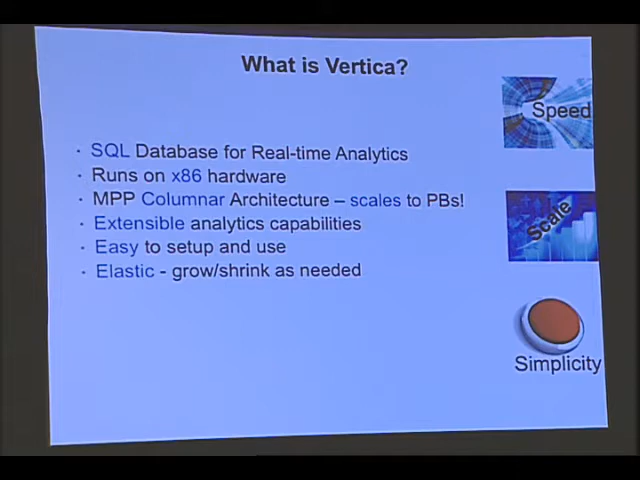 What is Vertica?
· SQL Database for Real-time Analytics
· Runs on x86 hardware
· MPP Columnar Architecture – scales to PBs!
· Extensible analytics capabilities
· Easy to setup and use
· Elastic - grow/shrink as needed
Speed
Scale
Simplicity